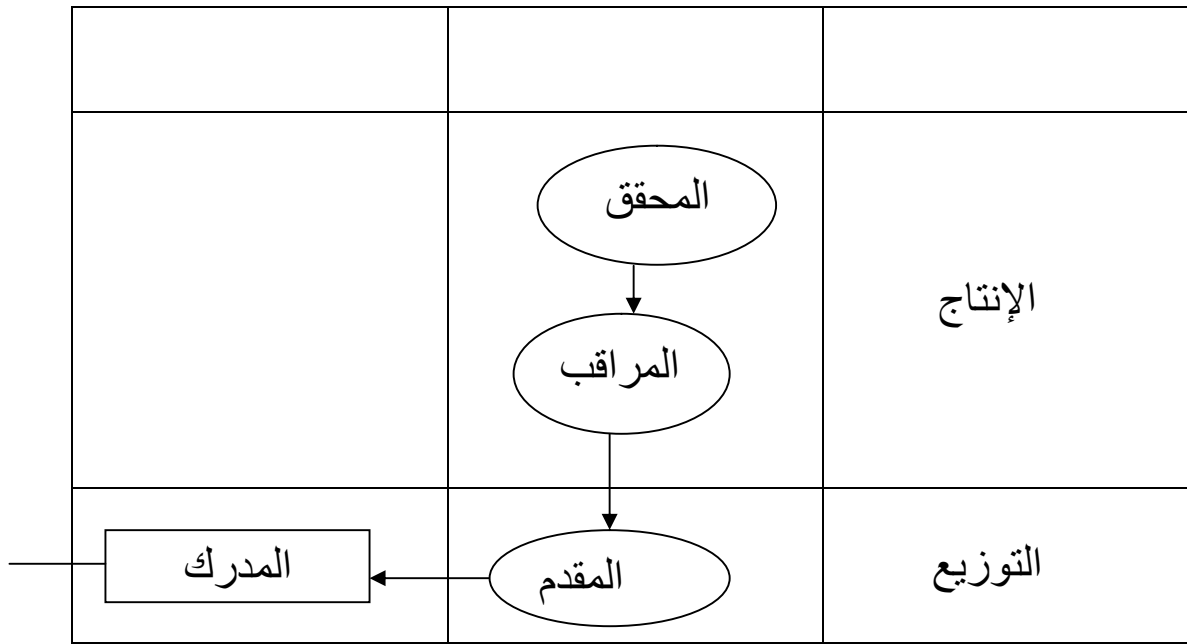 المحقق
الإنتاج
المراقب
التوزيع
المقدم
المدرك